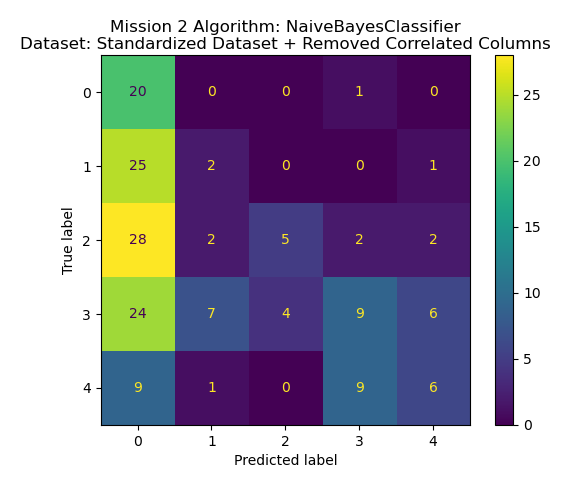 Mission 2 Algorithm: NaiveBayesClassifier
Dataset: Standardized Dataset + Removed Correlated Columns
0 20 0 0 1 0
1 25 2 0 0 1
2 28 2 5 2 2
3 24 7 4 9 6
4 9 1 0 9 6
0 1 2 3 4
True label
Predicted label
25
20
15
10
5
0